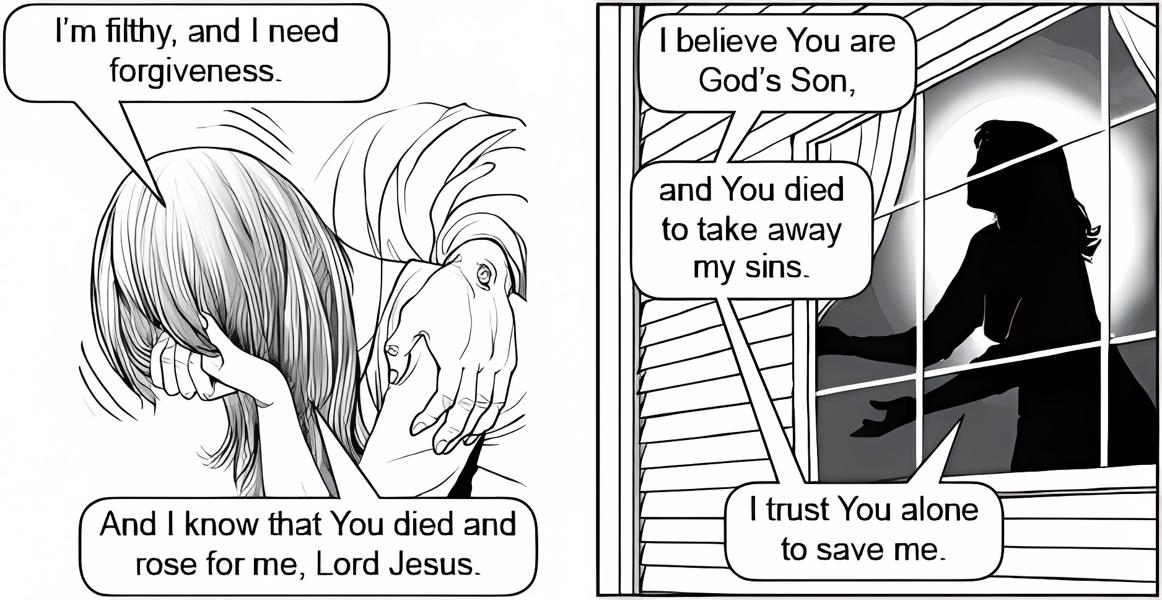 I'm filthy, and I need
forgiveness.
And I know that You died and
rose for me, Lord Jesus.
I believe You are
God's Son,
and You died
to take away
my sins.
I trust You alone
to save me.